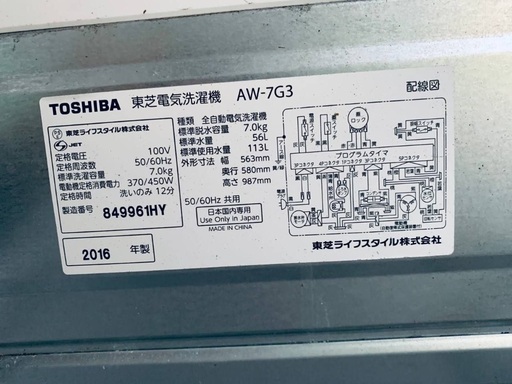 TOSHIBA 東芝電気洗濯機 AW-7G3
配線図
東芝ライフスタイル株式会社
JET
定格電圧 100V
定格周波数 50/60Hz
標準洗濯容量 7.0kg
電動機定格消費電力 370/450W
定格時間 洗いのみ 12分
製造番号 849961HY
2016 年製
種類 全自動電気洗濯機
標準脱水容量 7.0kg
標準水量 56L
標準使用水量 113L
外形寸法 幅 563mm
奥行 580mm
高さ 987mm
50/60Hz 共用
日本国内専用
Use Only in Japan
MADE IN CHINA
プログラムタイマ
東芝ライフスタイル株式会社